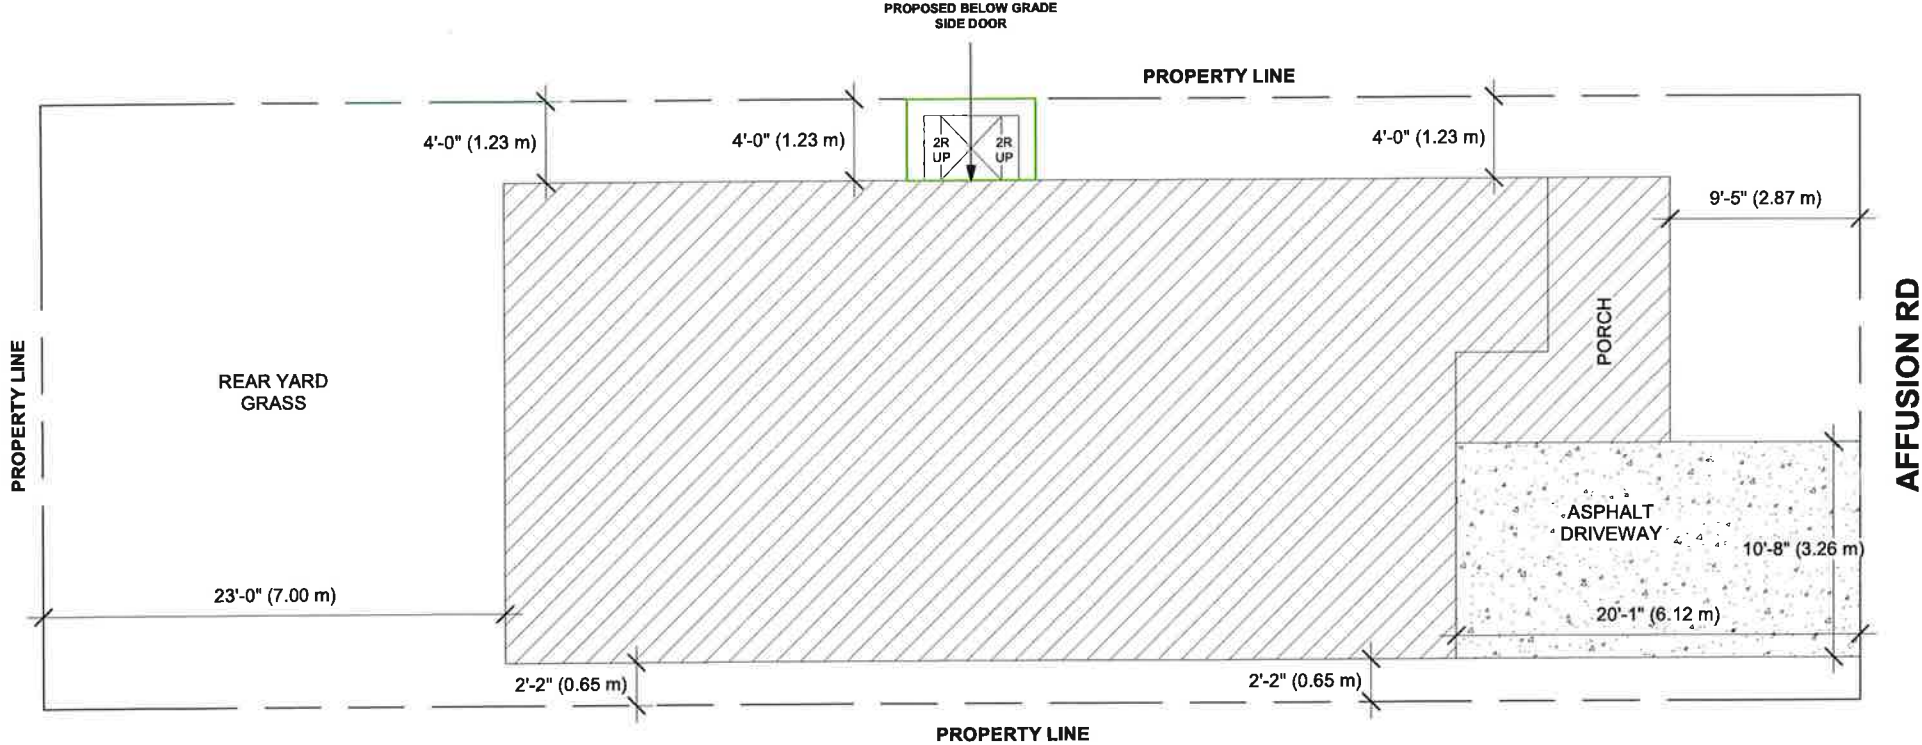 PROPOSED BELOW GRADE
SIDE DOOR
PROPERTY LINE
4'-0" (1.23 m)
4'-0" (1.23 m)
2R
UP
2R
UP
4'-0" (1.23 m)
9'-5" (2.87 m)
PROPERTY LINE
REAR YARD
GRASS
PORCH
AFFUSION RD
ASPHALT
DRIVEWAY
10'-8" (3.26 m)
23'-0" (7.00 m)
20'-1" (6.12 m)
2'-2" (0.65 m)
2'-2" (0.65 m)
PROPERTY LINE